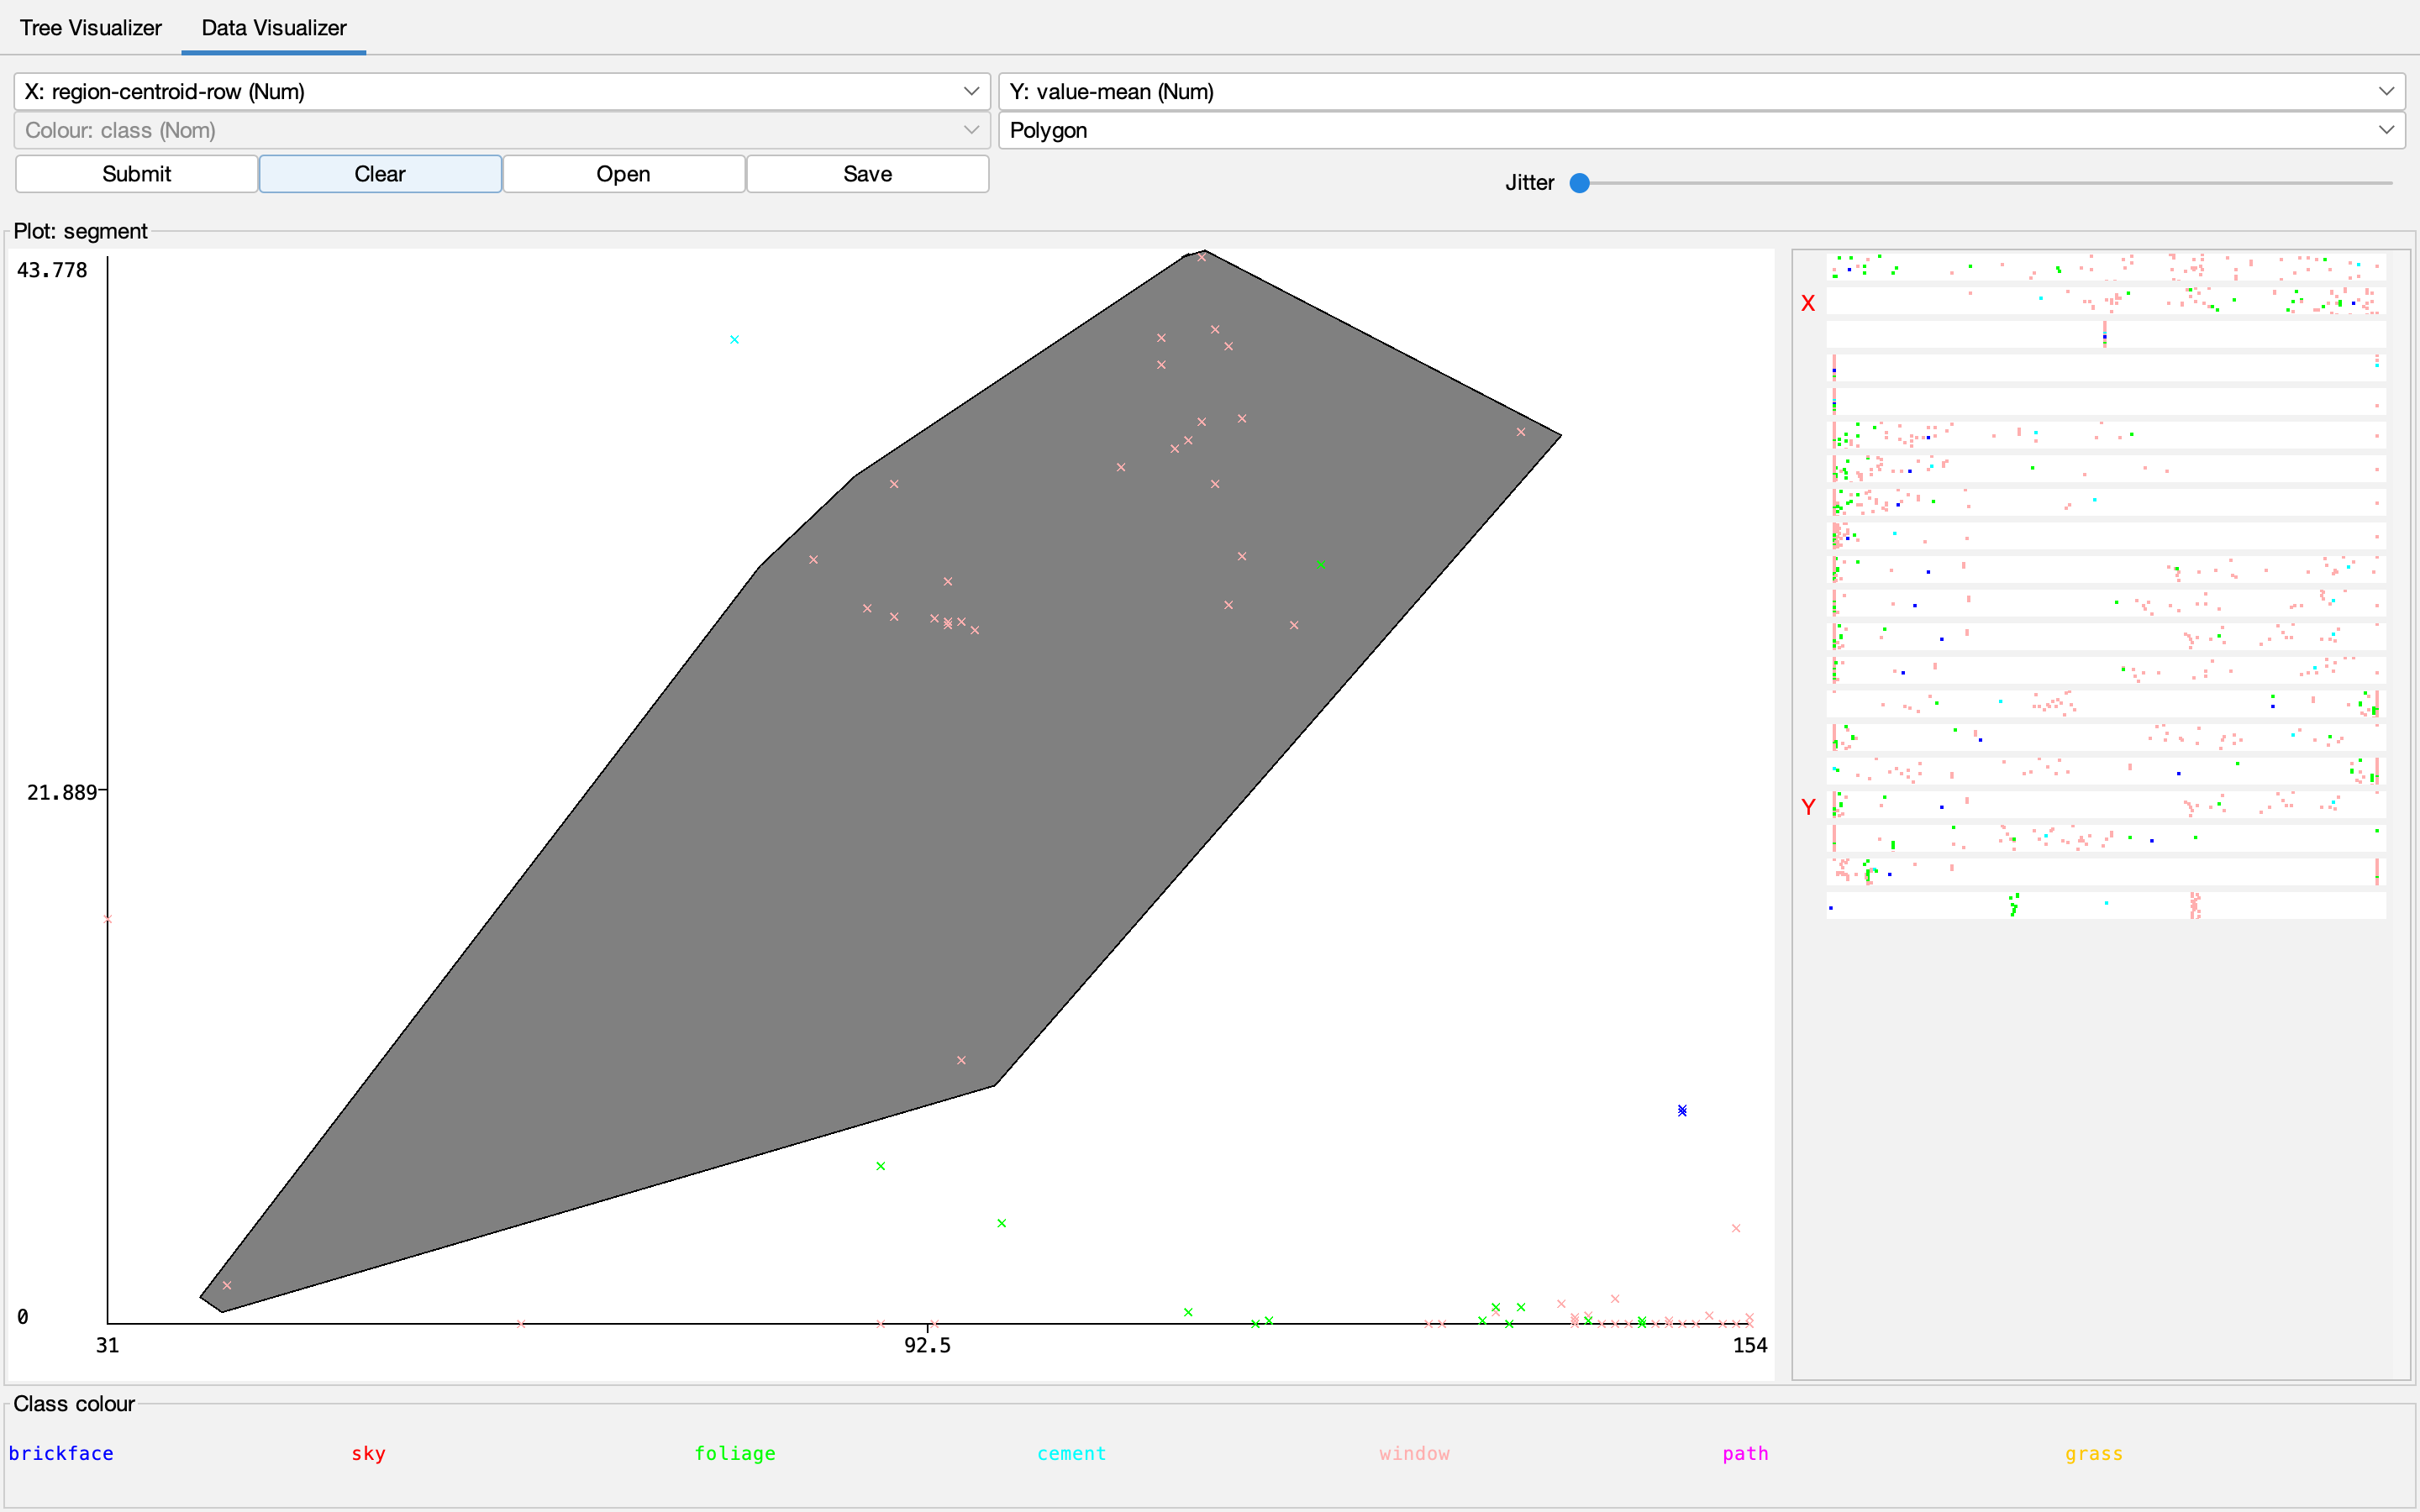 Tree Visualizer Data Visualizer
X: region-centroid-row (Num) Y: value-mean (Num)
Colour: class (Nom) Polygon
Submit Clear Open Save Jitter
Plot: segment
43.778
X
21.889
Y
0
31 92.5 154
Class colour
brickface sky foliage cement window path grass